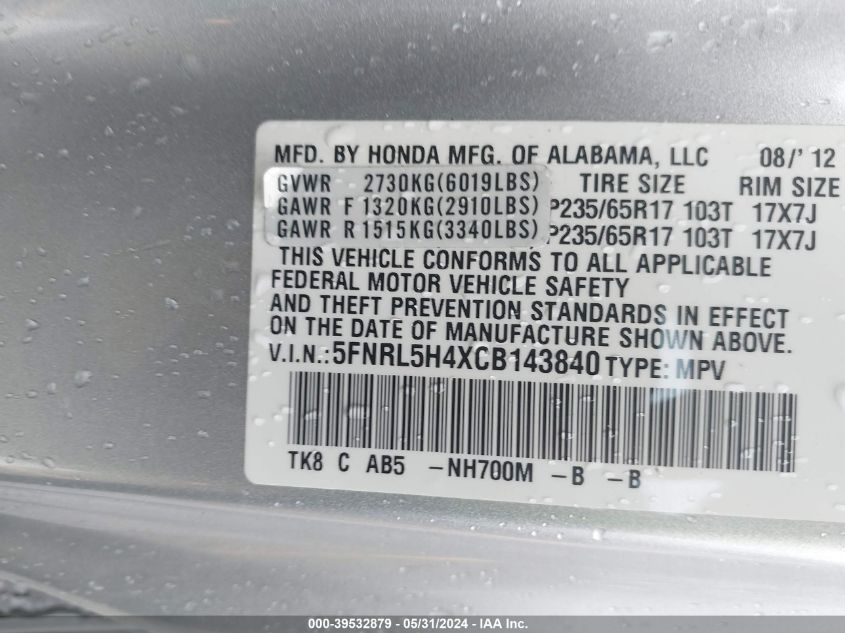 MFD. BY HONDA MFG. OF ALABAMA, LLC 08/' 12
GVWR 2730KG(6019LBS) TIRE SIZE RIM SIZE
GAWR F 1320KG(2910LBS) P235/65R17 103T 17X7J
GAWR R 1515KG(3340LBS) P235/65R17 103T 17X7J
THIS VEHICLE CONFORMS TO ALL APPLICABLE
FEDERAL MOTOR VEHICLE SAFETY
AND THEFT PREVENTION STANDARDS IN EFFECT
ON THE DATE OF MANUFACTURE SHOWN ABOVE.
V.I.N.:5FNRL5H4XCB143840 TYPE: MPV
TK8 C AB5 -NH700M -B -B
000-39532879 - 05/31/2024 - IAA Inc.